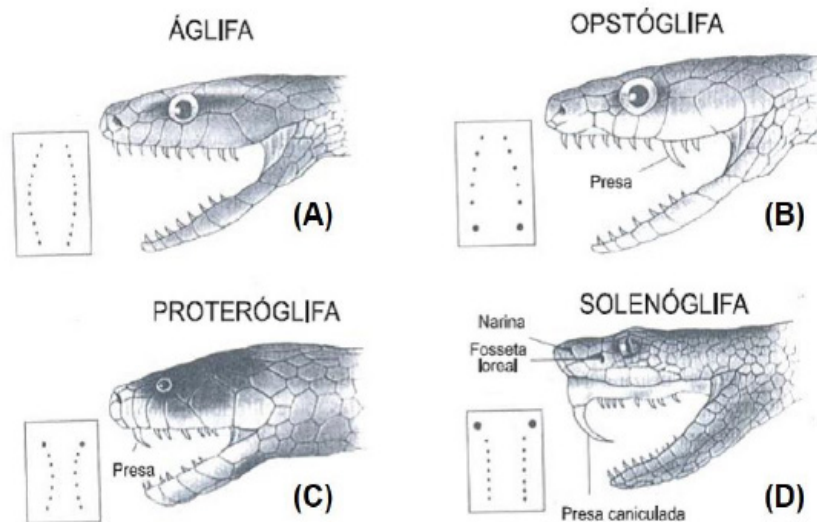 ÁGLIFA
OPSTÓGLIFA
Presa
(A)
(B)
PROTERÓGLIFA
SOLENÓGLIFA
Narina
Fosseta
loreal
Presa
(C)
(D)
Presa caniculada